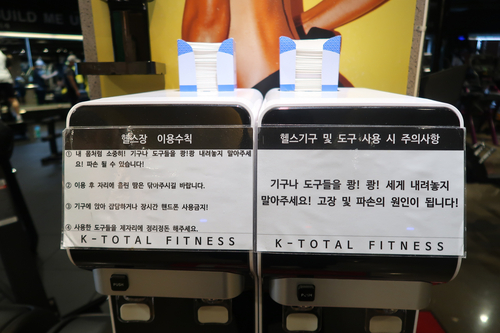 BUILD ME U
헬스장 이용수칙
① 내 몸처럼 소중히! 기구나 도구들을 쾅!쾅 내려놓지 말아주세
요! 파손 될 수 있습니다!
② 이용 후 자리에 흘린 땀은 닦아주시길 바랍니다.
③ 기구에 앉아 잡담하거나 장시간 핸드폰 사용금지!
④ 사용한 도구들을 제자리에 정리정돈 해주세요.
K-TOTAL FITNESS
헬스기구 및 도구 사용 시 주의사항
기구나 도구들을 쾅! 쾅! 세게 내려놓지
말아주세요! 고장 및 파손의 원인이 됩니다!
K-TOTAL FITNESS
PUSH